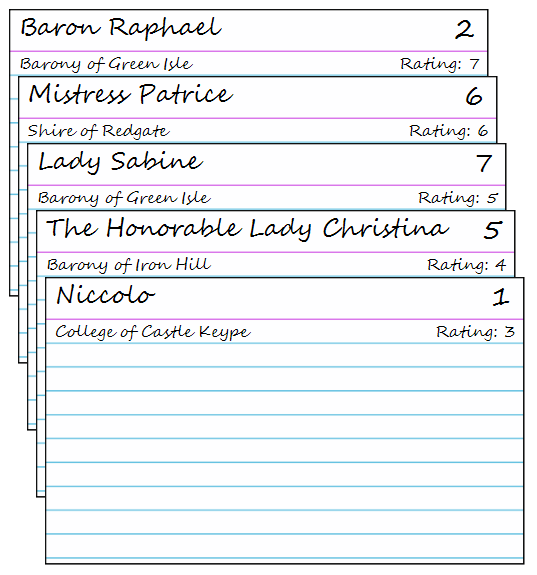 Baron Raphael 2
Barony of Green Isle Rating: 7
Mistress Patrice 6
Shire of Redgate Rating: 6
Lady Sabine 7
Barony of Green Isle Rating: 5
The Honorable Lady Christina 5
Barony of Iron Hill Rating: 4
Niccolo 1
College of Castle Keype Rating: 3